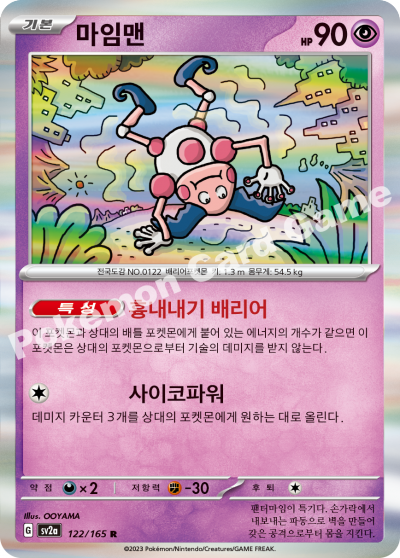 기본 마임맨 HP 90
전국도감 NO.0122 배리어포켓몬 키: 1.3 m 몸무게: 54.5 kg
특성 흉내내기 배리어
이 포켓몬과 상대의 배틀 포켓몬에게 붙어 있는 에너지의 개수가 같으면 이
포켓몬은 상대의 포켓몬으로부터 기술의 데미지를 받지 않는다.
사이코파워
데미지 카운터 3개를 상대의 포켓몬에게 원하는 대로 올린다.
약점 ×2 저항력 -30 후퇴
Illus. OOYAMA
G sv2a 122/165 R
팬터마임이 특기다. 손가락에서
내보내는 파동으로 벽을 만들어
갖은 공격으로부터 몸을 지킨다.
©2023 Pokémon/Nintendo/Creatures/GAME FREAK.
Pokémon Card Game